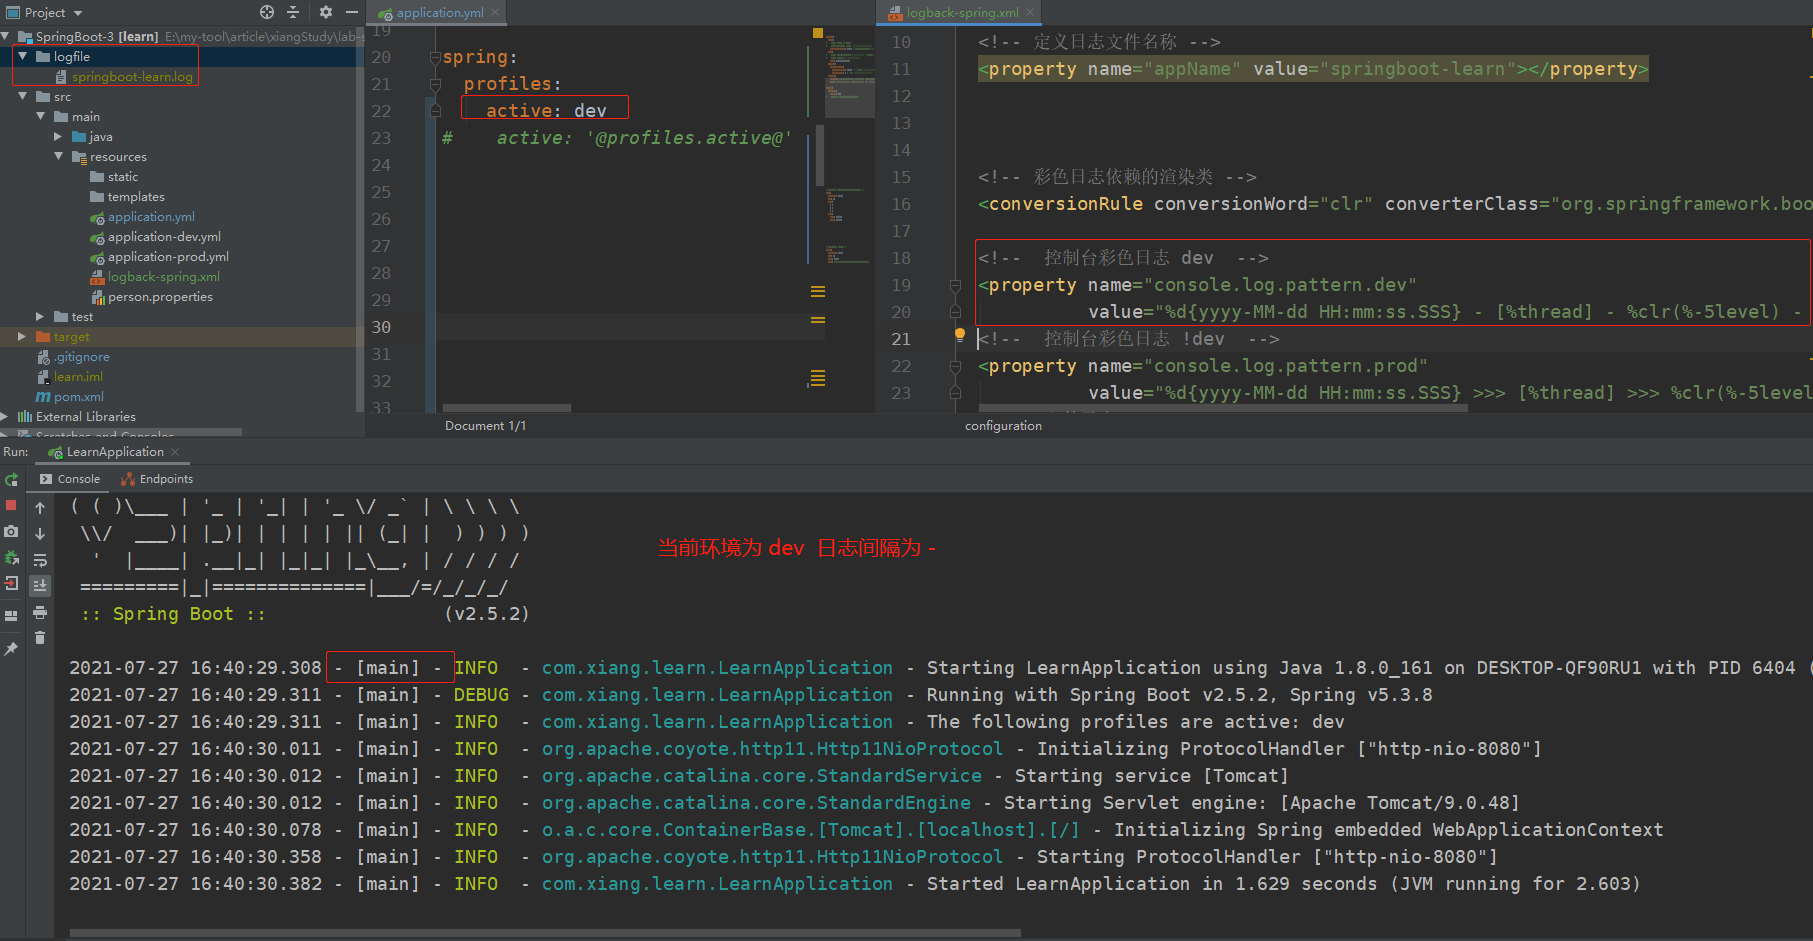 Project
SpringBoot-3 [learn] E:\my-tool\article\xiangStudy\lab-s
logfile
springboot-learn.log
src
main
java
resources
static
templates
application.yml
application-dev.yml
application-prod.yml
logback-spring.xml
person.properties
test
target
.gitignore
learn.iml
pom.xml
External Libraries
Scratches and Consoles
application.yml
19
20 spring:
21 profiles:
22 active: dev
23 # active: '@profiles.active@'
24
25
26
27
28
29
30
31
32
33
Document 1/1
logback-spring.xml
10 <!-- 定义日志文件名称 -->
11 <property name="appName" value="springboot-learn"></property>
12
13
14
15 <!-- 彩色日志依赖的渲染类 -->
16 <conversionRule conversionWord="clr" converterClass="org.springframework.boo
17
18 <!-- 控制台彩色日志 dev -->
19 <property name="console.log.pattern.dev"
20 value="%d{yyyy-MM-dd HH:mm:ss.SSS} - [%thread] - %clr(%-5level) -
21 <!-- 控制台彩色日志 !dev -->
22 <property name="console.log.pattern.prod"
23 value="%d{yyyy-MM-dd HH:mm:ss.SSS} >>> [%thread] >>> %clr(%-5level
configuration
Run: LearnApplication
Console Endpoints
( ( )\___ | '_ | '_| | '_ \/ _` | \ \ \ \
\\/  ___)| |_)| | | | | || (_| |  ) ) ) )
'  |____| .__|_| |_|_| |_\__, | / / / /
=========|_|==============|___/=/_/_/_/
:: Spring Boot :: (v2.5.2)
当前环境为 dev 日志间隔为 -
2021-07-27 16:40:29.308 - [main] - INFO  - com.xiang.learn.LearnApplication - Starting LearnApplication using Java 1.8.0_161 on DESKTOP-QF90RU1 with PID 6404 (
2021-07-27 16:40:29.311 - [main] - DEBUG - com.xiang.learn.LearnApplication - Running with Spring Boot v2.5.2, Spring v5.3.8
2021-07-27 16:40:29.311 - [main] - INFO  - com.xiang.learn.LearnApplication - The following profiles are active: dev
2021-07-27 16:40:30.011 - [main] - INFO  - org.apache.coyote.http11.Http11NioProtocol - Initializing ProtocolHandler ["http-nio-8080"]
2021-07-27 16:40:30.012 - [main] - INFO  - org.apache.catalina.core.StandardService - Starting service [Tomcat]
2021-07-27 16:40:30.012 - [main] - INFO  - org.apache.catalina.core.StandardEngine - Starting Servlet engine: [Apache Tomcat/9.0.48]
2021-07-27 16:40:30.078 - [main] - INFO  - o.a.c.core.ContainerBase.[Tomcat].[localhost].[/] - Initializing Spring embedded WebApplicationContext
2021-07-27 16:40:30.358 - [main] - INFO  - org.apache.coyote.http11.Http11NioProtocol - Starting ProtocolHandler ["http-nio-8080"]
2021-07-27 16:40:30.382 - [main] - INFO  - com.xiang.learn.LearnApplication - Started LearnApplication in 1.629 seconds (JVM running for 2.603)